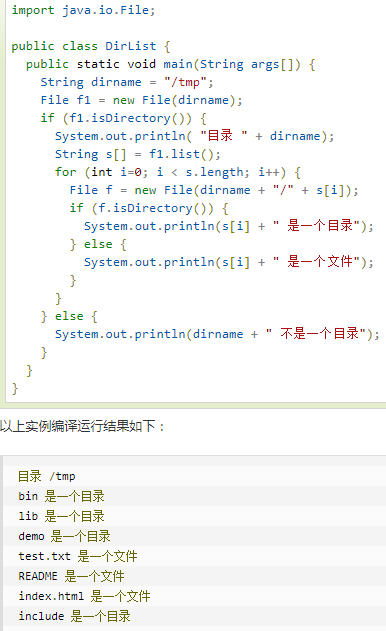 import java.io.File;
public class DirList {
  public static void main(String args[]) {
    String dirname = "/tmp";
    File f1 = new File(dirname);
    if (f1.isDirectory()) {
      System.out.println( "目录 " + dirname);
      String s[] = f1.list();
      for (int i=0; i < s.length; i++) {
        File f = new File(dirname + "/" + s[i]);
        if (f.isDirectory()) {
          System.out.println(s[i] + " 是一个目录");
        } else {
          System.out.println(s[i] + " 是一个文件");
        }
      }
    } else {
      System.out.println(dirname + " 不是一个目录");
    }
  }
}
以上实例编译运行结果如下：
目录 /tmp
bin 是一个目录
lib 是一个目录
demo 是一个目录
test.txt 是一个文件
README 是一个文件
index.html 是一个文件
include 是一个目录